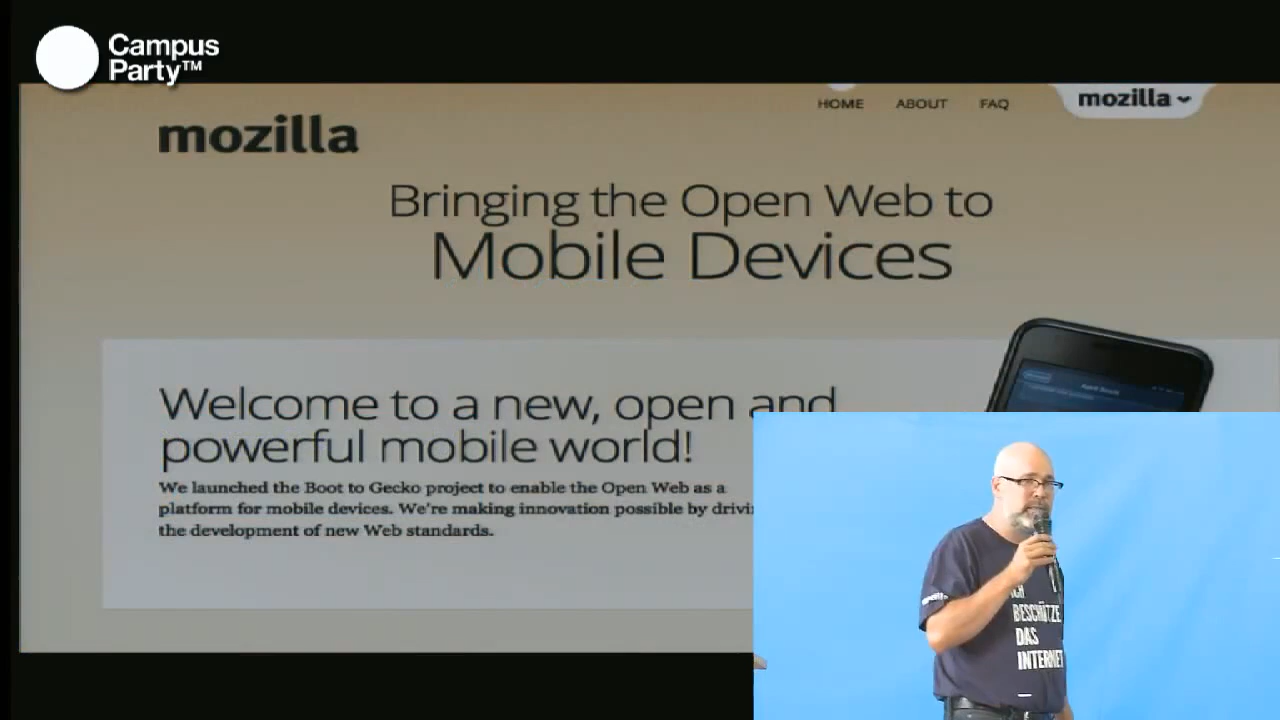 Campus
Party™
HOME ABOUT FAQ mozilla
mozilla
Bringing the Open Web to
Mobile Devices
Welcome to a new, open and
powerful mobile world!
We launched the Boot to Gecko project to enable the Open Web as a
platform for mobile devices. We're making innovation possible by
the development of new Web standards.
ICH
BESCHÜTZE
DAS
INTERNET